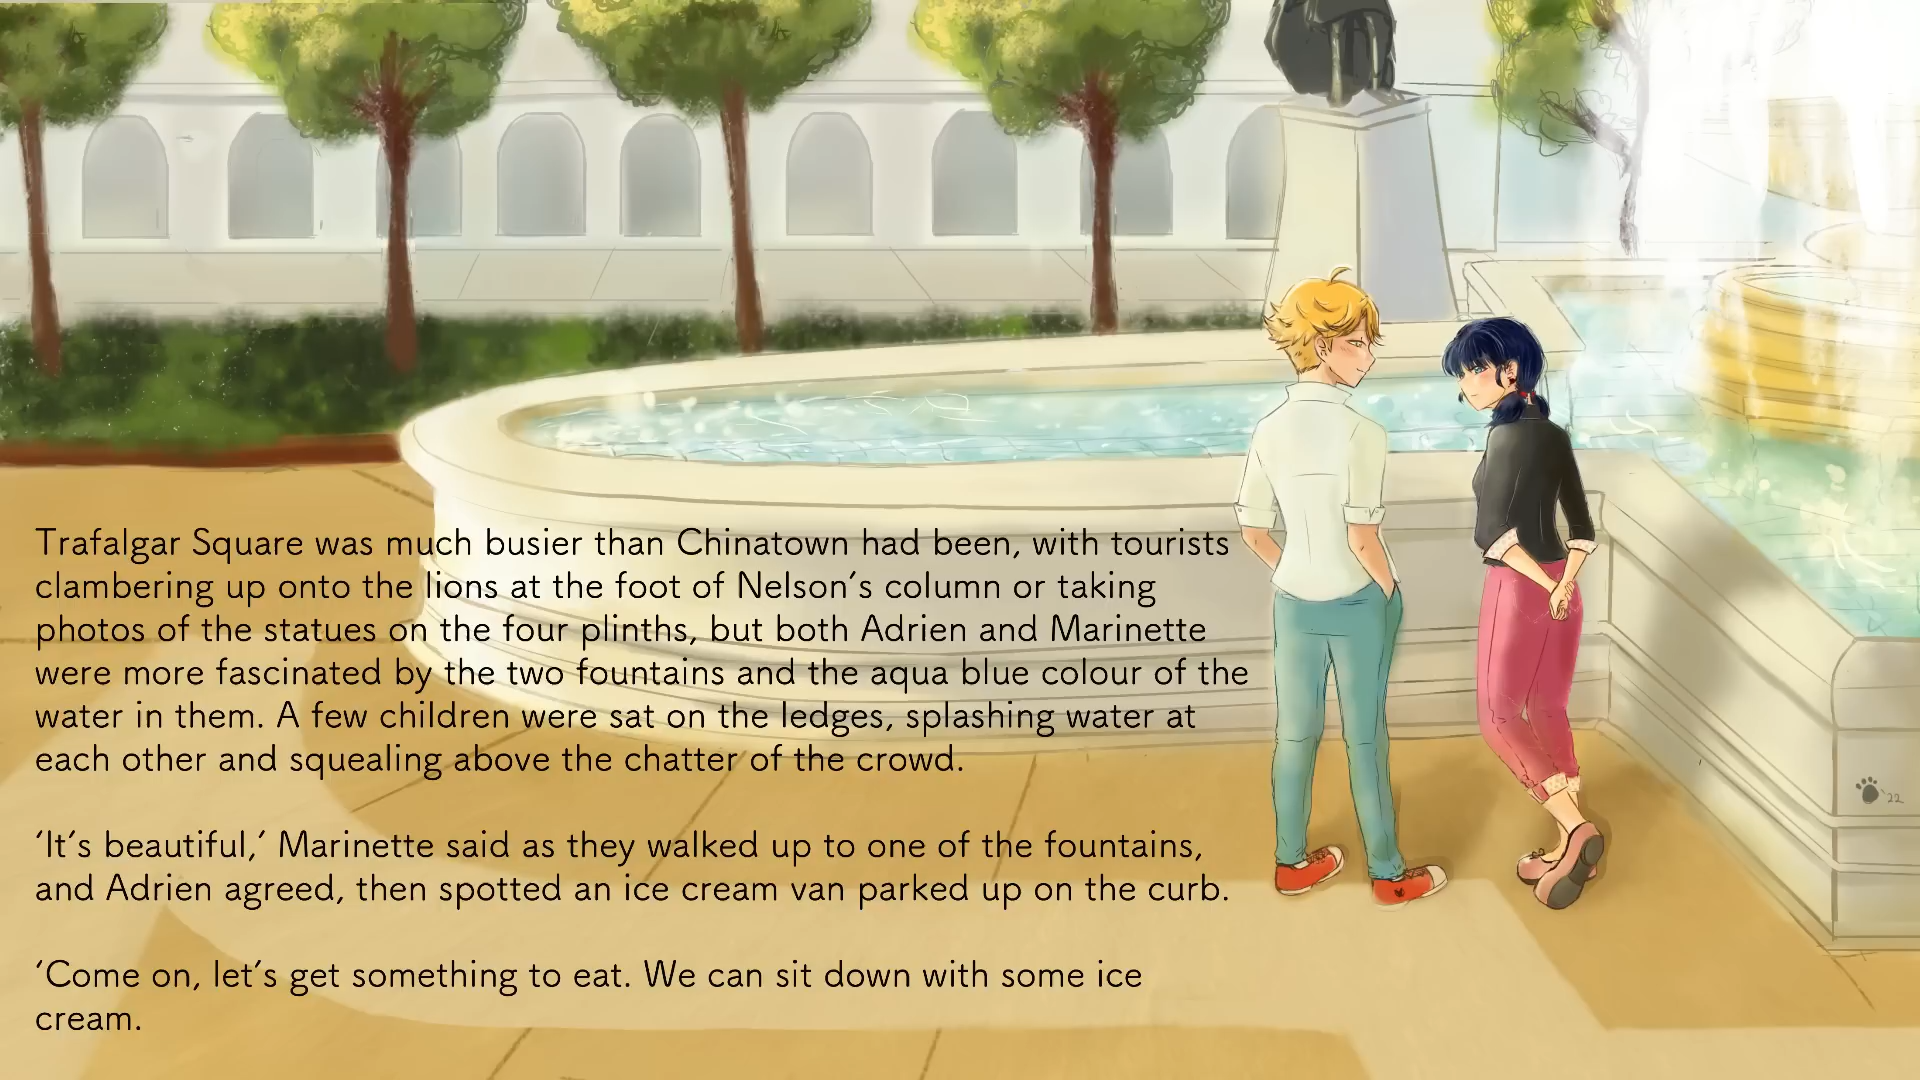 Trafalgar Square was much busier than Chinatown had been, with tourists
clambering up onto the lions at the foot of Nelson's column or taking
photos of the statues on the four plinths, but both Adrien and Marinette
were more fascinated by the two fountains and the aqua blue colour of the
water in them. A few children were sat on the ledges, splashing water at
each other and squealing above the chatter of the crowd.
'It's beautiful,' Marinette said as they walked up to one of the fountains,
and Adrien agreed, then spotted an ice cream van parked up on the curb.
'Come on, let's get something to eat. We can sit down with some ice
cream.
'22